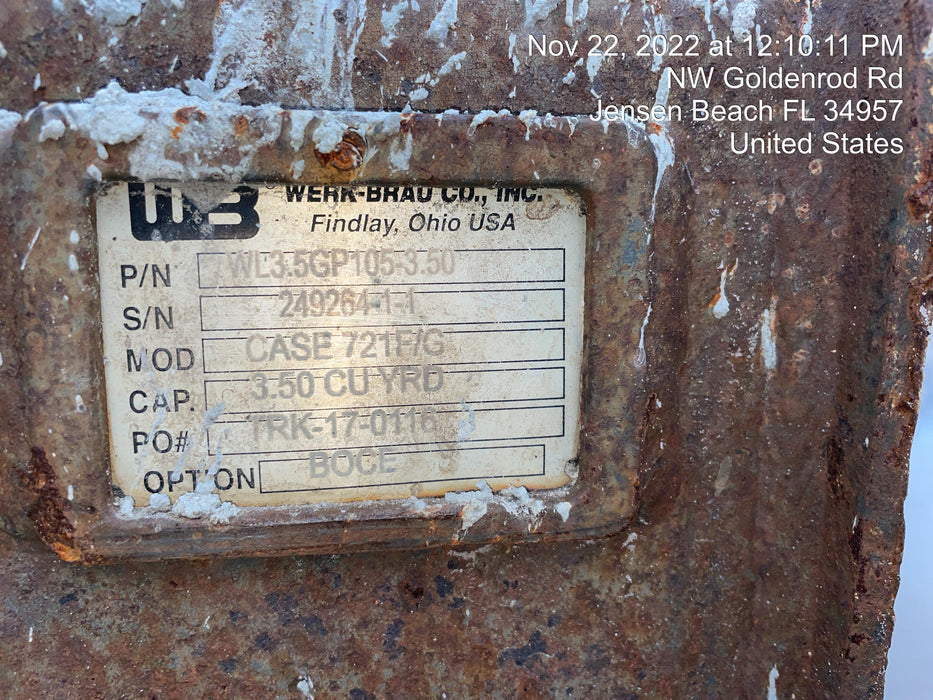 Nov 22, 2022 at 12:10:11 PM
NW Goldenrod Rd
Jensen Beach FL 34957
United States
WB WERK-BRAU CO., INC.
Findlay, Ohio USA
P/N WL3.5GP105-3.50
S/N 249264-1-1
MOD CASE 721F/G
CAP. 3.50 CU YRD
PO# TRK-17-0116
OPTION BOCE